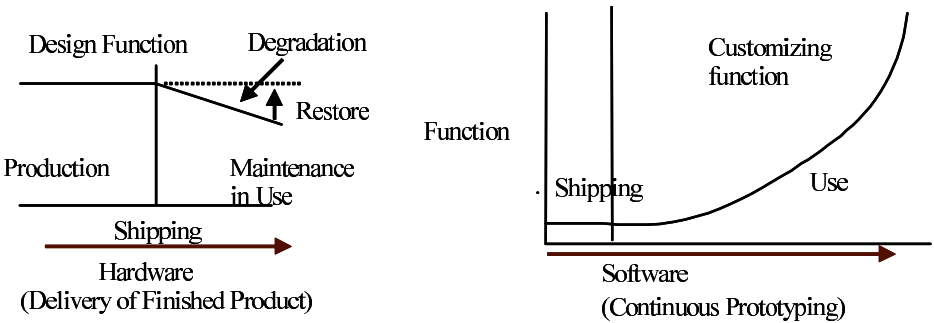 Design Function
Degradation
Restore
Production
Maintenance
in Use
Shipping
Hardware
(Delivery of Finished Product)
Customizing
function
Function
Shipping
Use
Software
(Continuous Prototyping)